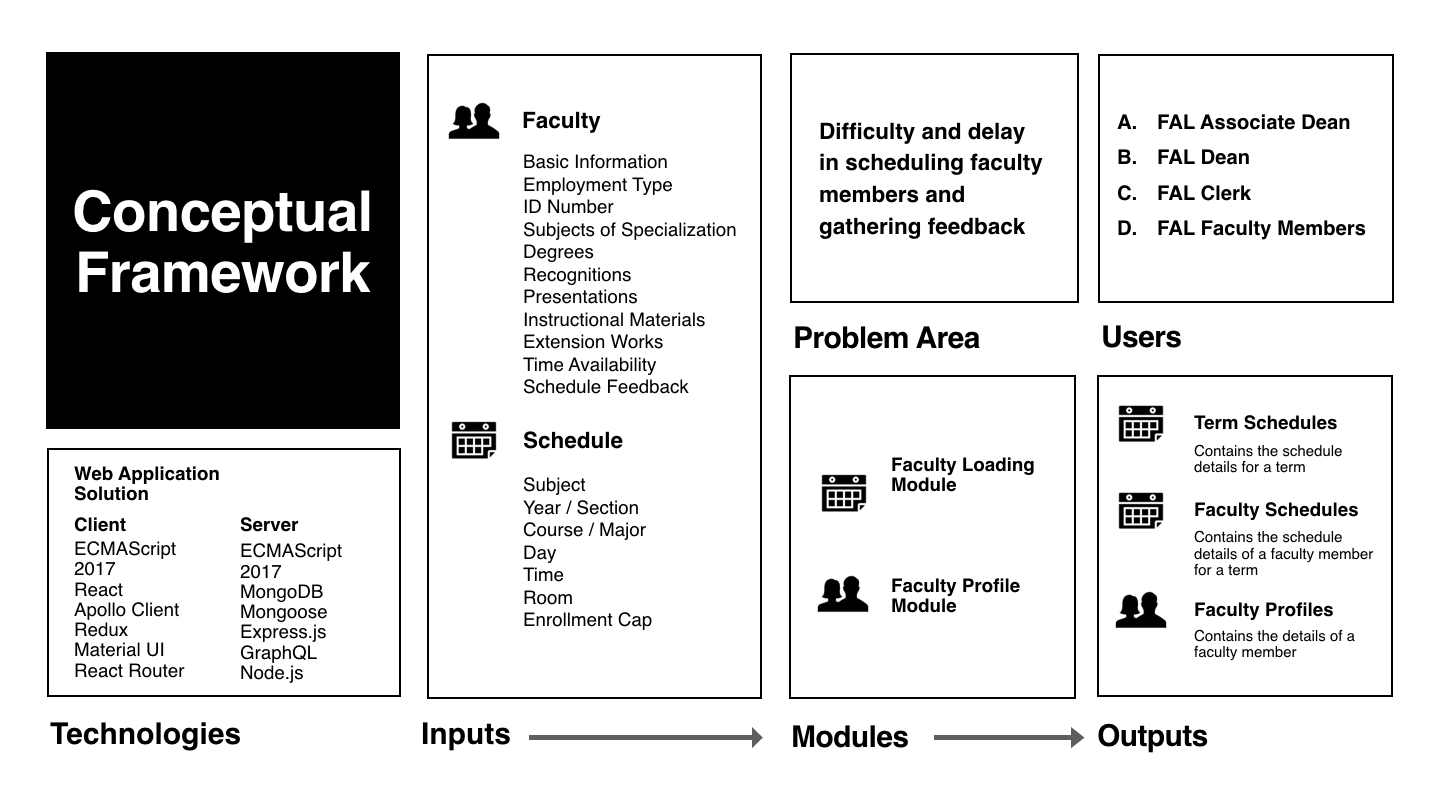 Conceptual
Framework
Web Application
Solution
Client
ECMAScript
2017
React
Apollo Client
Redux
Material UI
React Router
Server
ECMAScript
2017
MongoDB
Mongoose
Express.js
GraphQL
Node.js
Technologies
Faculty
Basic Information
Employment Type
ID Number
Subjects of Specialization
Degrees
Recognitions
Presentations
Instructional Materials
Extension Works
Time Availability
Schedule Feedback
Schedule
Subject
Year / Section
Course / Major
Day
Time
Room
Enrollment Cap
Inputs
Difficulty and delay
in scheduling faculty
members and
gathering feedback
Problem Area
A. FAL Associate Dean
B. FAL Dean
C. FAL Clerk
D. FAL Faculty Members
Users
Faculty Loading
Module
Faculty Profile
Module
Modules
Term Schedules
Contains the schedule
details for a term
Faculty Schedules
Contains the schedule
details of a faculty member
for a term
Faculty Profiles
Contains the details of a
faculty member
Outputs